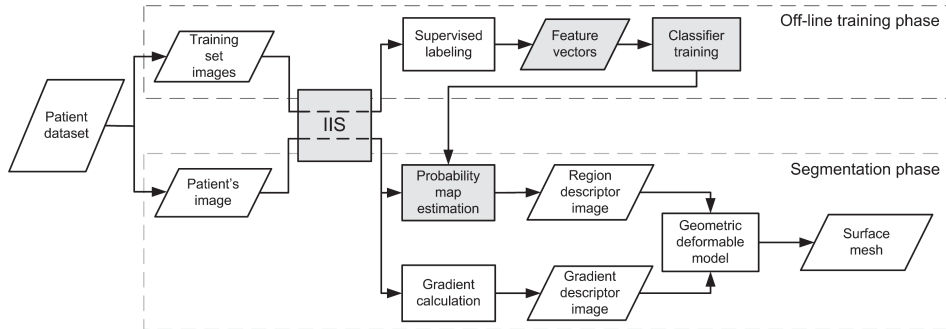 Off-line training phase
Training
set
images
Supervised
labeling
Feature
vectors
Classifier
training
Patient
dataset
IIS
Segmentation phase
Patient's
image
Probability
map
estimation
Region
descriptor
image
Geometric
deformable
model
Surface
mesh
Gradient
calculation
Gradient
descriptor
image